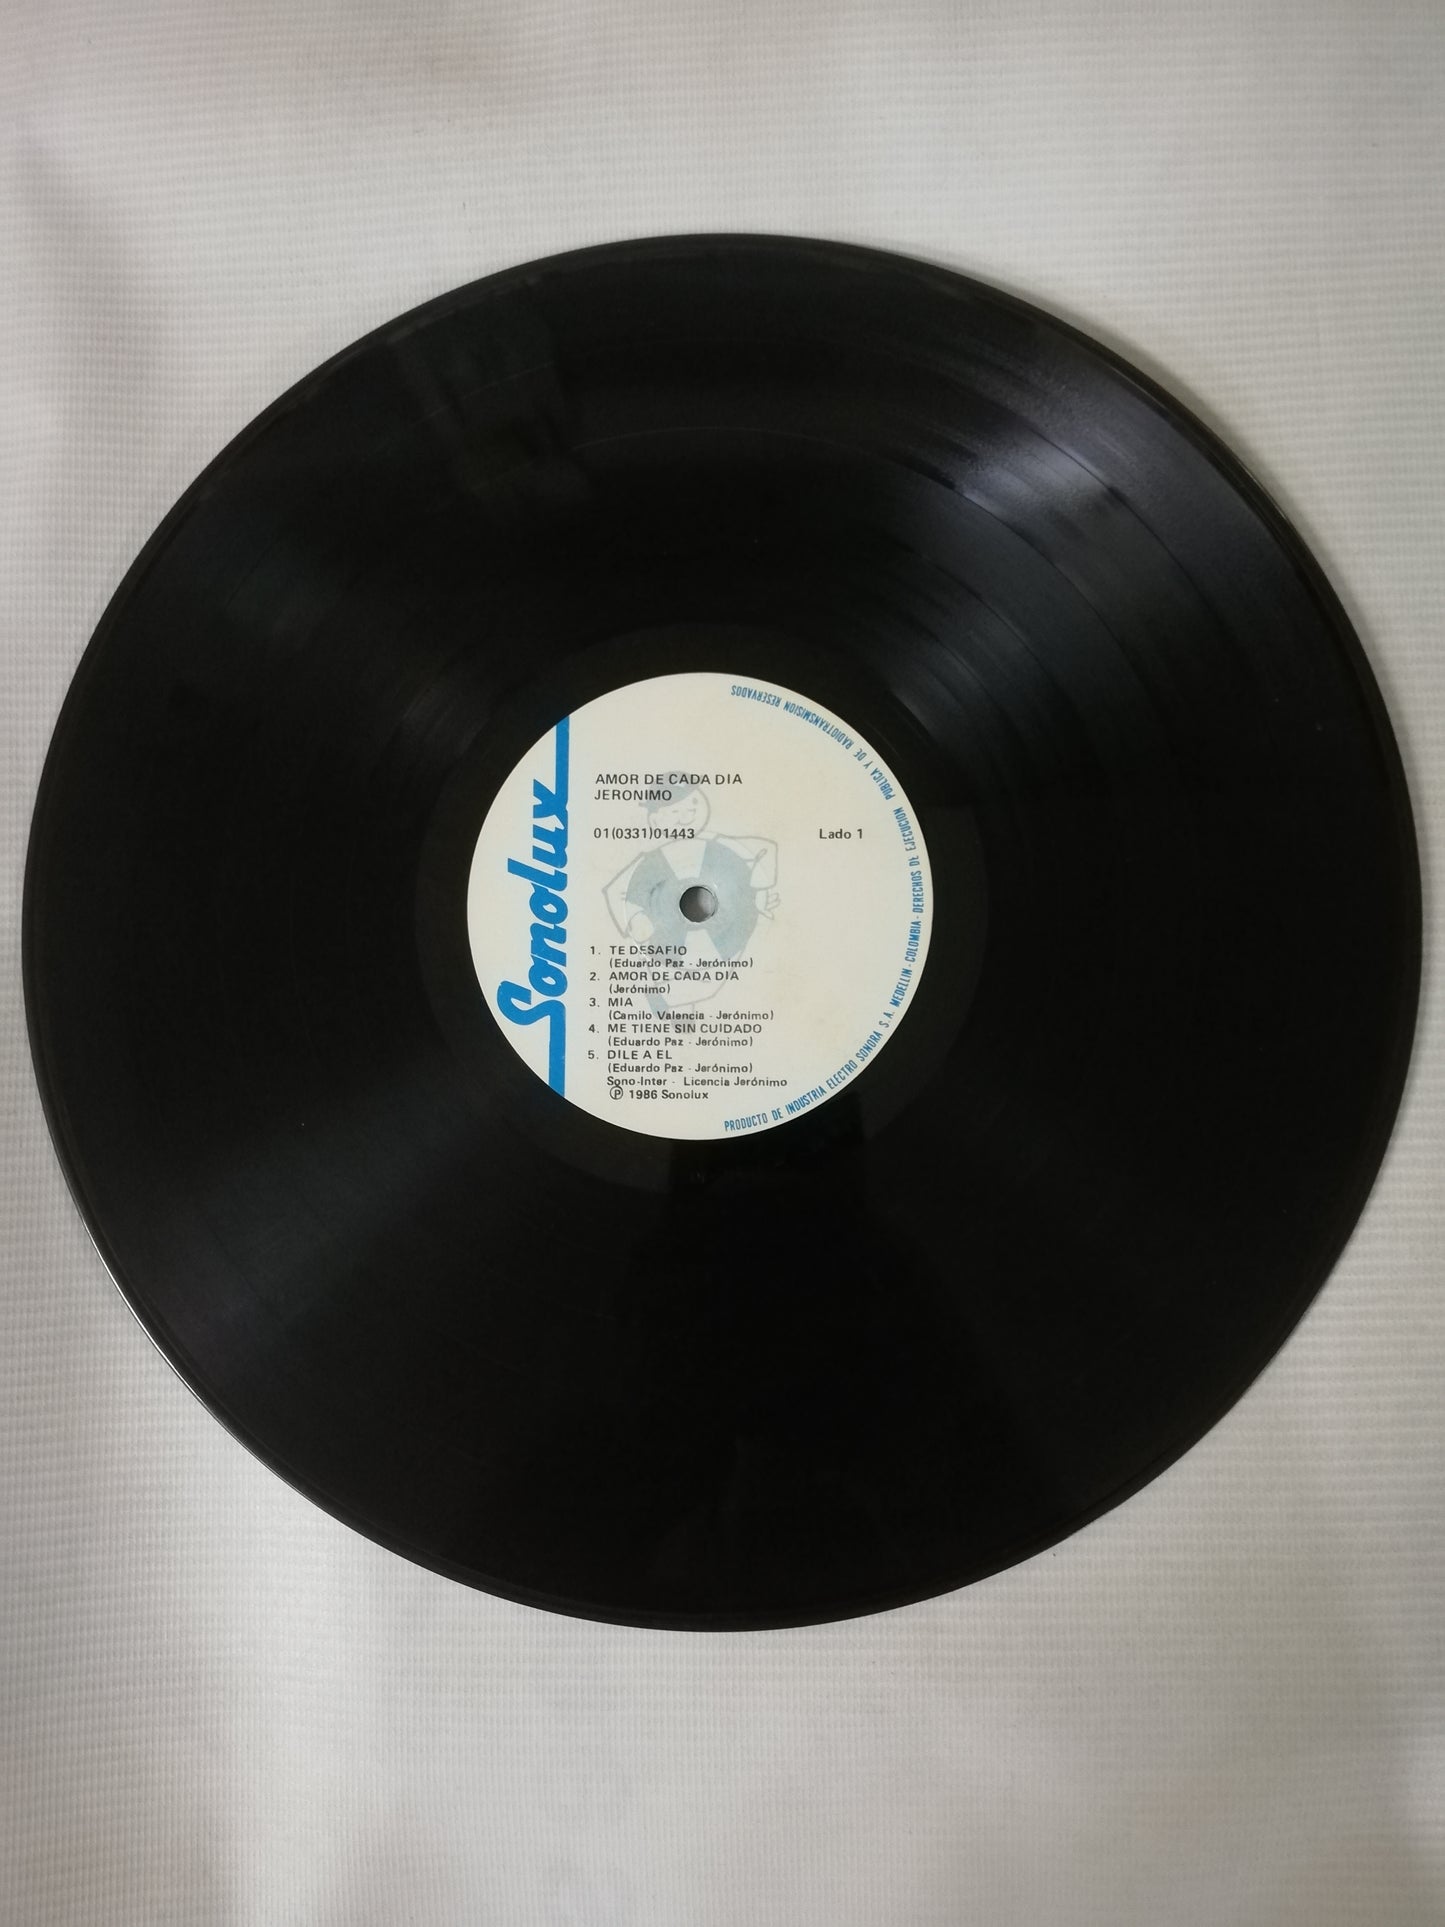 Sonolux
AMOR DE CADA DIA
JERONIMO
01(0331)01443 Lado 1
1. TE DESAFIO
(Eduardo Paz - Jerónimo)
2. AMOR DE CADA DIA
(Jerónimo)
3. MIA
(Camilo Valencia - Jerónimo)
4. ME TIENE SIN CUIDADO
(Eduardo Paz - Jerónimo)
5. DILE A EL
(Eduardo Paz - Jerónimo)
Sono-Inter - Licencia Jerónimo
℗ 1986 Sonolux
PRODUCTO DE INDUSTRIA ELECTRO SONORA S.A. MEDELLIN - COLOMBIA - DERECHOS DE EJECUCION PUBLICA Y DE RADIOTRANSMISION RESERVADOS